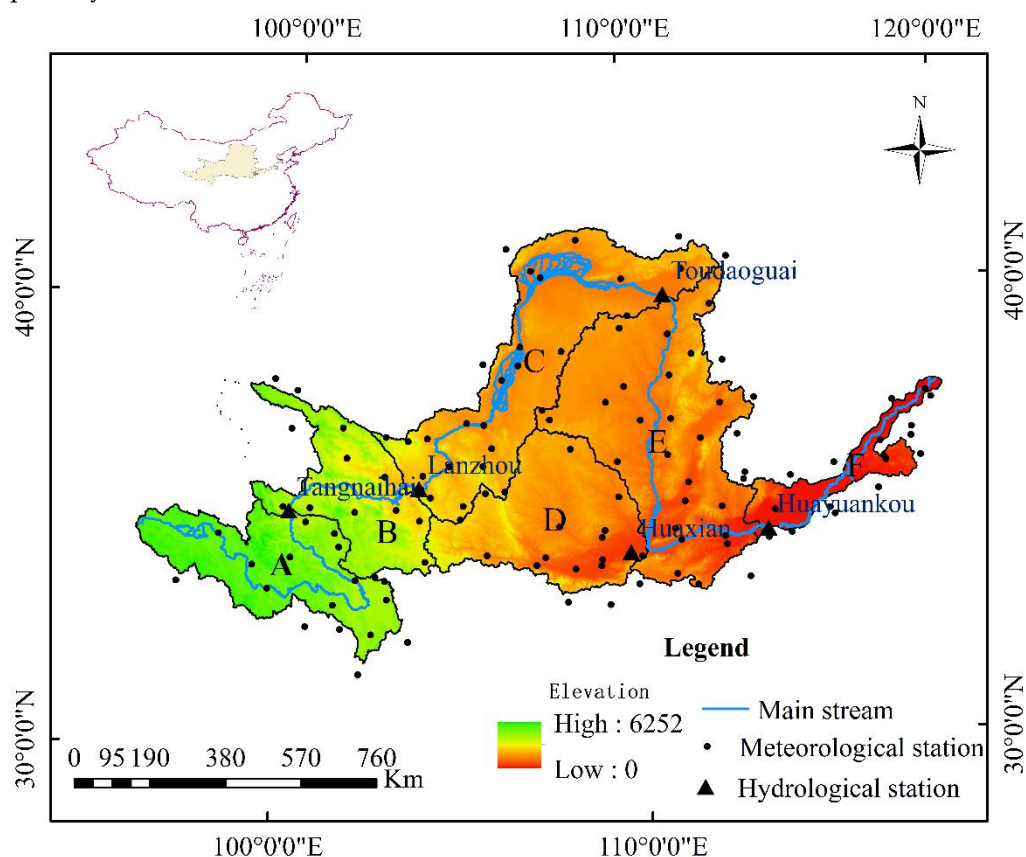 100°0'0"E 110°0'0"E 120°0'0"E
N
40°0'0"N
40°0'0"N
Toudaoguai
C
E
F
Lanzhou
Tangnaihai
Huayuankou
B
D
Huaxian
A
Legend
Elevation
High : 6252
Low : 0
Main stream
Meteorological station
Hydrological station
0 95 190 380 570 760
Km
30°0'0"N
30°0'0"N
100°0'0"E 110°0'0"E